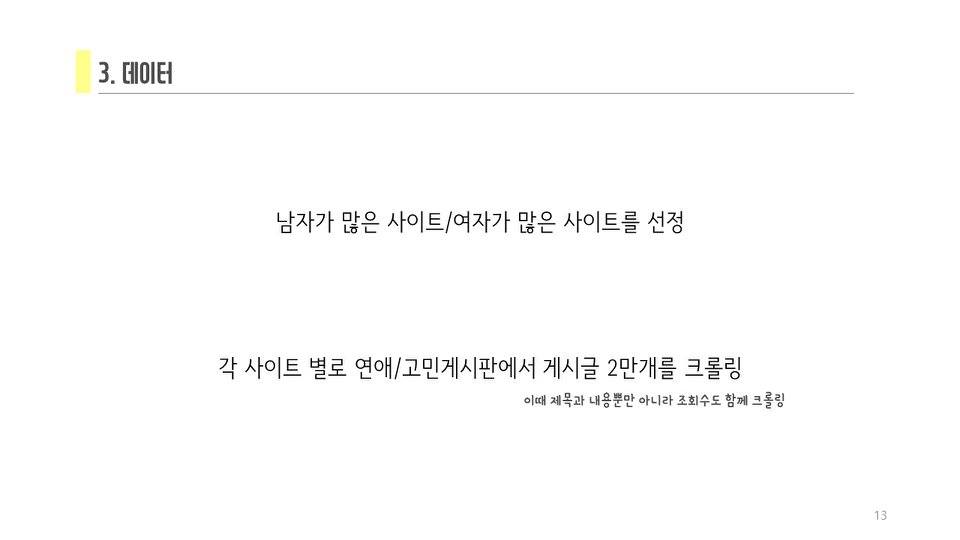 3. 데이터
남자가 많은 사이트/여자가 많은 사이트를 선정
각 사이트 별로 연애/고민게시판에서 게시글 2만개를 크롤링
이때 제목과 내용뿐만 아니라 조회수도 함께 크롤링
13